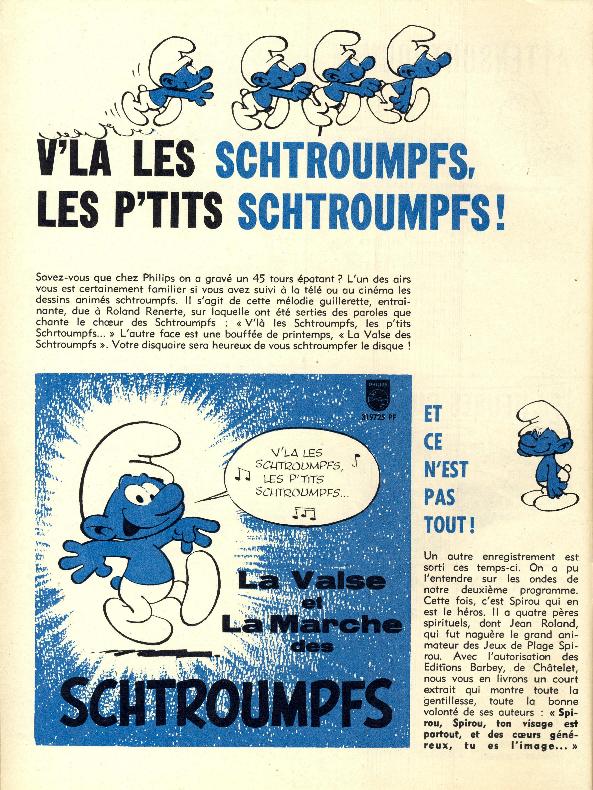 V'LA LES SCHTROUMPFS,
LES P'TITS SCHTROUMPFS!
Savez-vous que chez Philips on a gravé un 45 tours épatant ? L'un des airs
vous est certainement familier si vous avez suivi à la télé ou au cinéma les
dessins animés schtroumpfs. Il s'agit de cette mélodie guillerette, entraî-
nante, due à Roland Renerte, sur laquelle ont été serties des paroles que
chante le chœur des Schtroumpfs : « V'là les Schtroumpfs, les p'tits
Schrtoumpfs... » L'autre face est une bouffée de printemps, « La Valse des
Schtroumpfs ». Votre disquaire sera heureux de vous schtroumpfer le disque !
PHILIPS
319725 PF
V'LA LES
SCHTROUMPFS,
LES P'TITS
SCHTROUMPFS...
La Valse
et
La Marche
des
SCHTROUMPFS
ET
CE
N'EST
PAS
TOUT!
Un autre enregistrement est
sorti ces temps-ci. On a pu
l'entendre sur les ondes de
notre deuxième programme.
Cette fois, c'est Spirou qui en
est le héros. Il a quatre pères
spirituels, dont Jean Roland,
qui fut naguère le grand ani-
mateur des Jeux de Plage Spi-
rou. Avec l'autorisation des
Editions Barbey, de Châtelet,
nous vous en livrons un court
extrait qui montre toute la
gentillesse, toute la bonne
volonté de ses auteurs : « Spi-
rou, Spirou, ton visage est
partout, et des cœurs géné-
reux, tu es l'image... »